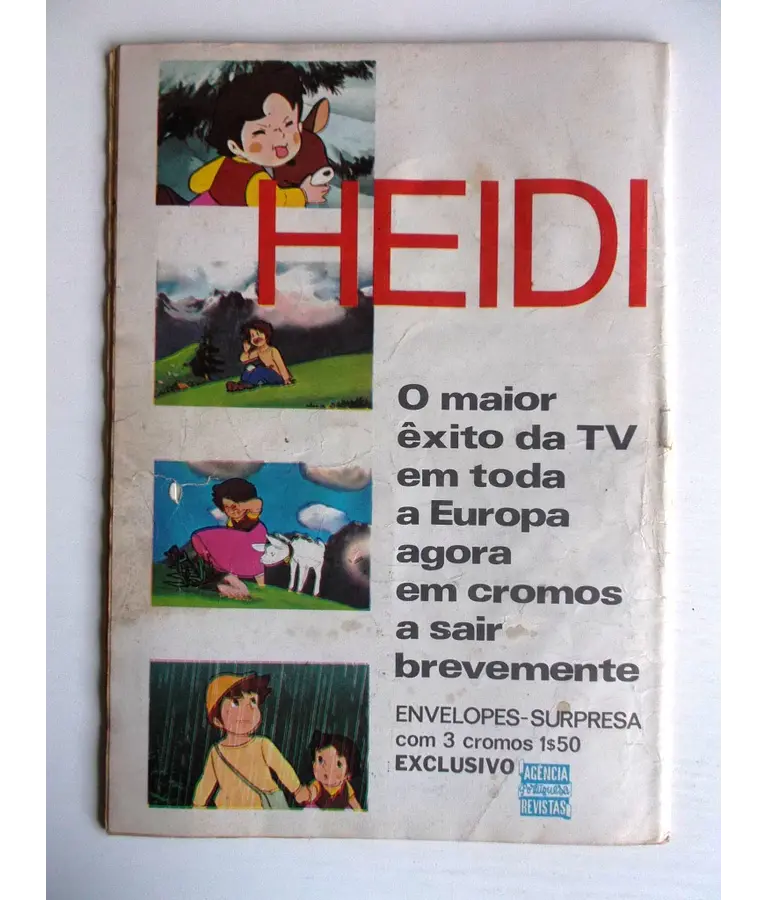 HEIDI
O maior
êxito da TV
em toda
a Europa
agora
em cromos
a sair
brevemente
ENVELOPES-SURPRESA
com 3 cromos 1$50
EXCLUSIVO
AGENCIA
Portuguesa
REVISTAS